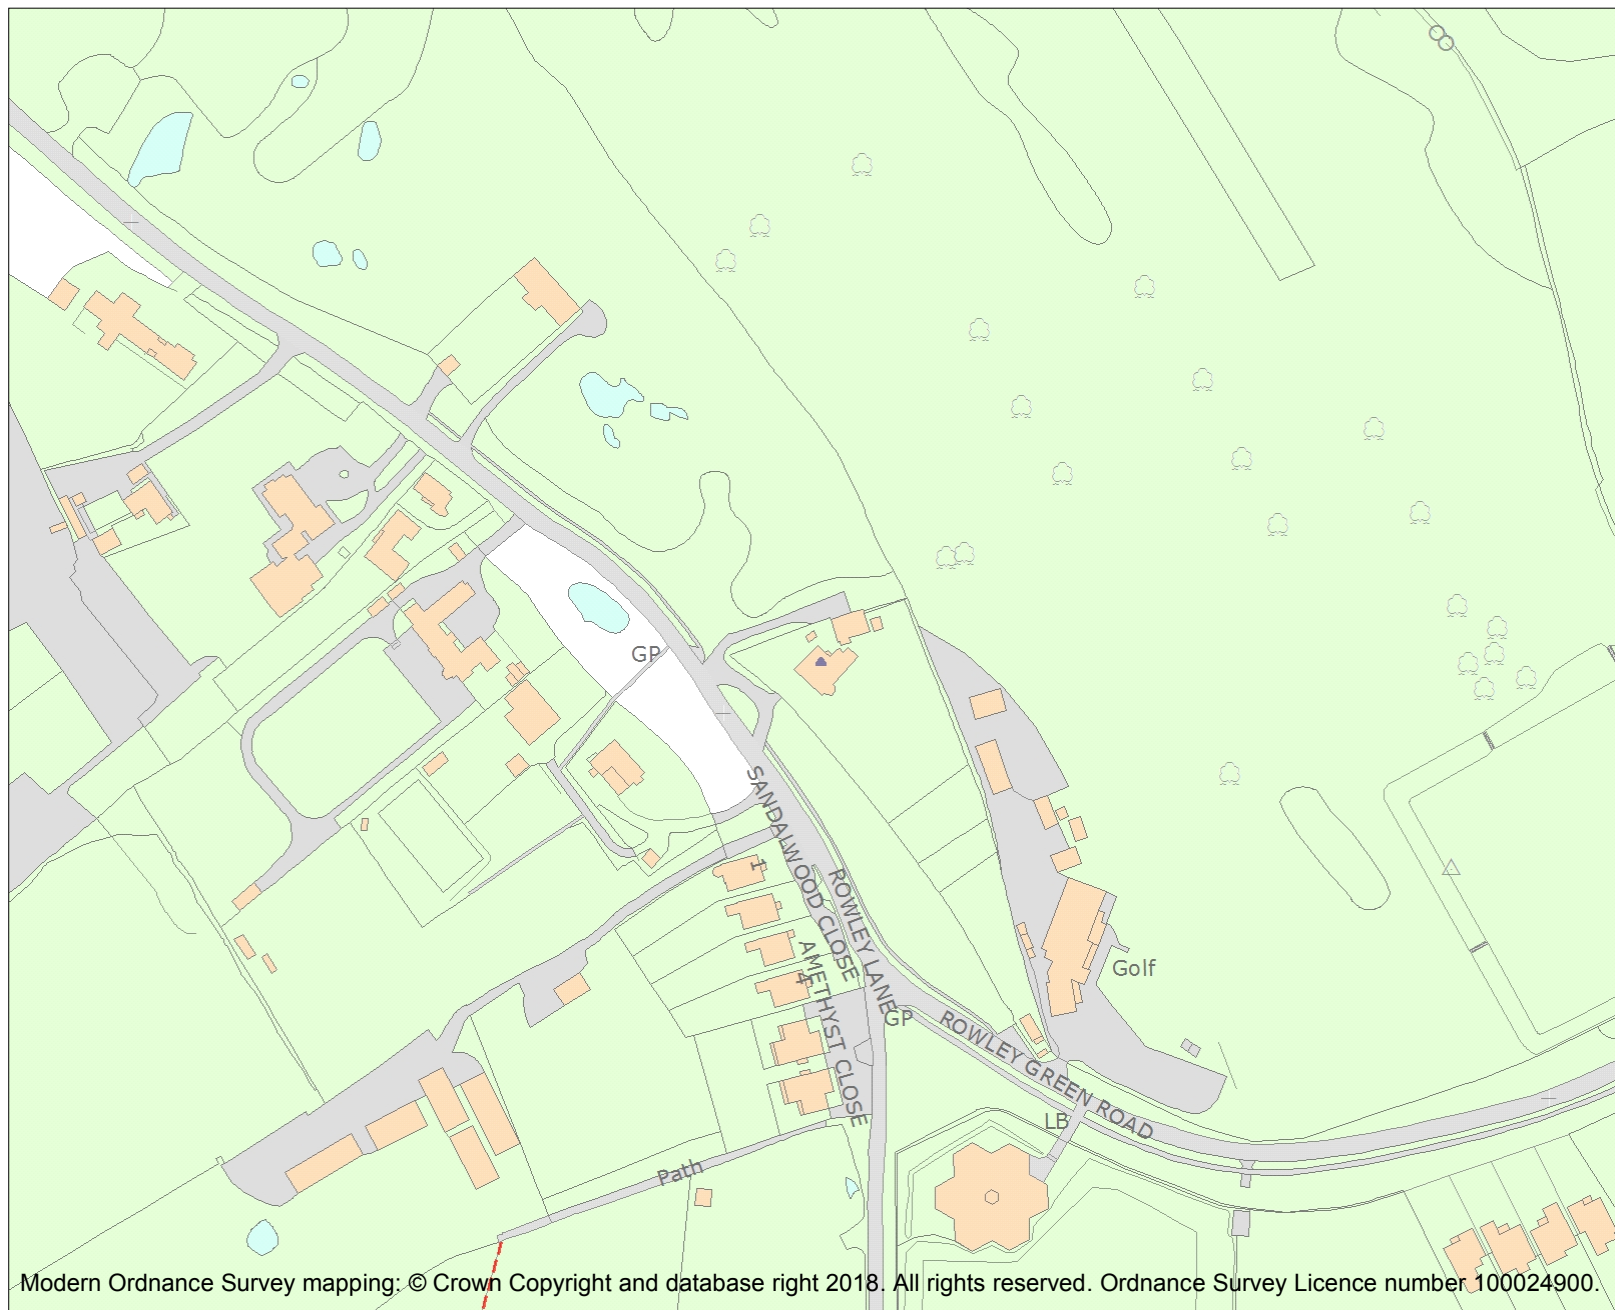 GP
SANDALWOOD CLOSE
1
ROWLEY LANE
AMETHYST CLOSE
4
Golf
GP
ROWLEY GREEN ROAD
LB
Path
Modern Ordnance Survey mapping: © Crown Copyright and database right 2018. All rights reserved. Ordnance Survey Licence number 100024900.